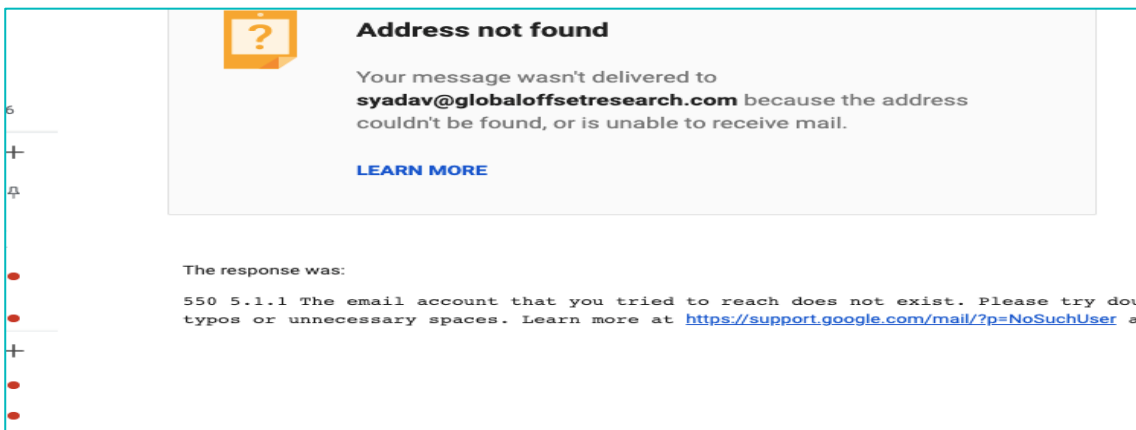 ?
Address not found
Your message wasn't delivered to
syadav@globaloffsetresearch.com because the address
couldn't be found, or is unable to receive mail.
6
LEARN MORE
The response was:
550 5.1.1 The email account that you tried to reach does not exist. Please try
typos or unnecessary spaces. Learn more at https://support.google.com/mail/?p=NoSuchUser